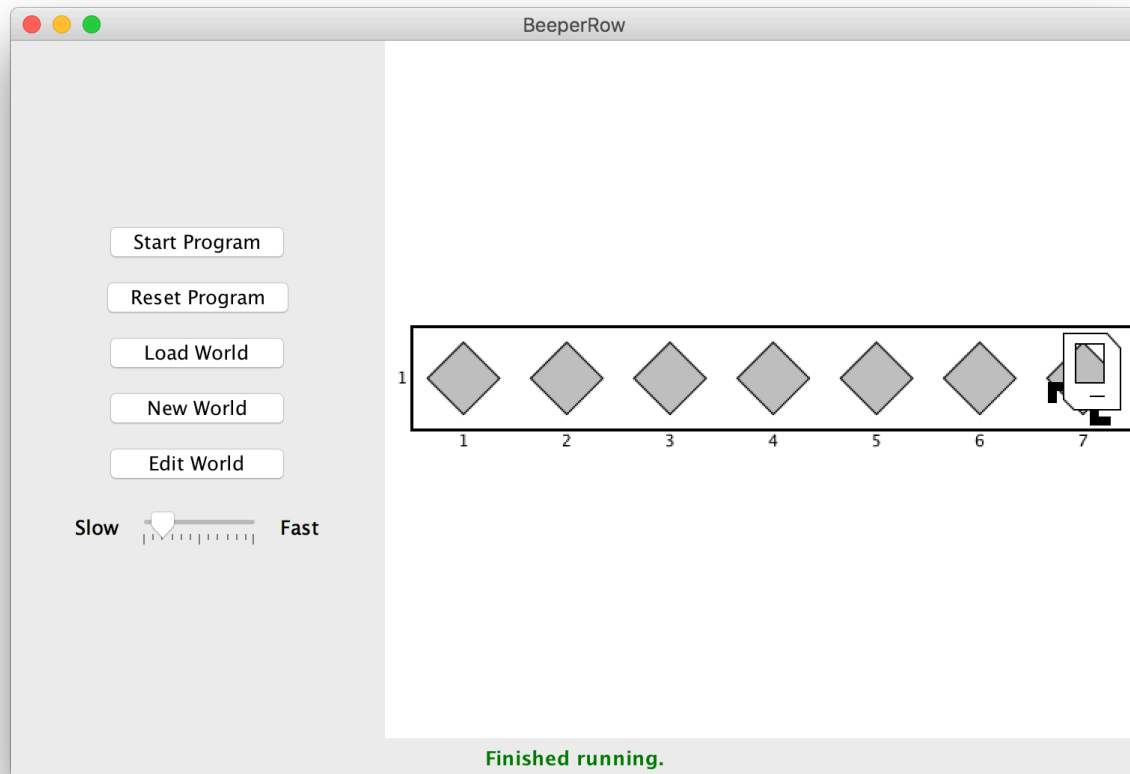 BeeperRow
Start Program
Reset Program
Load World
New World
Edit World
Slow Fast
1
1 2 3 4 5 6 7
Finished running.